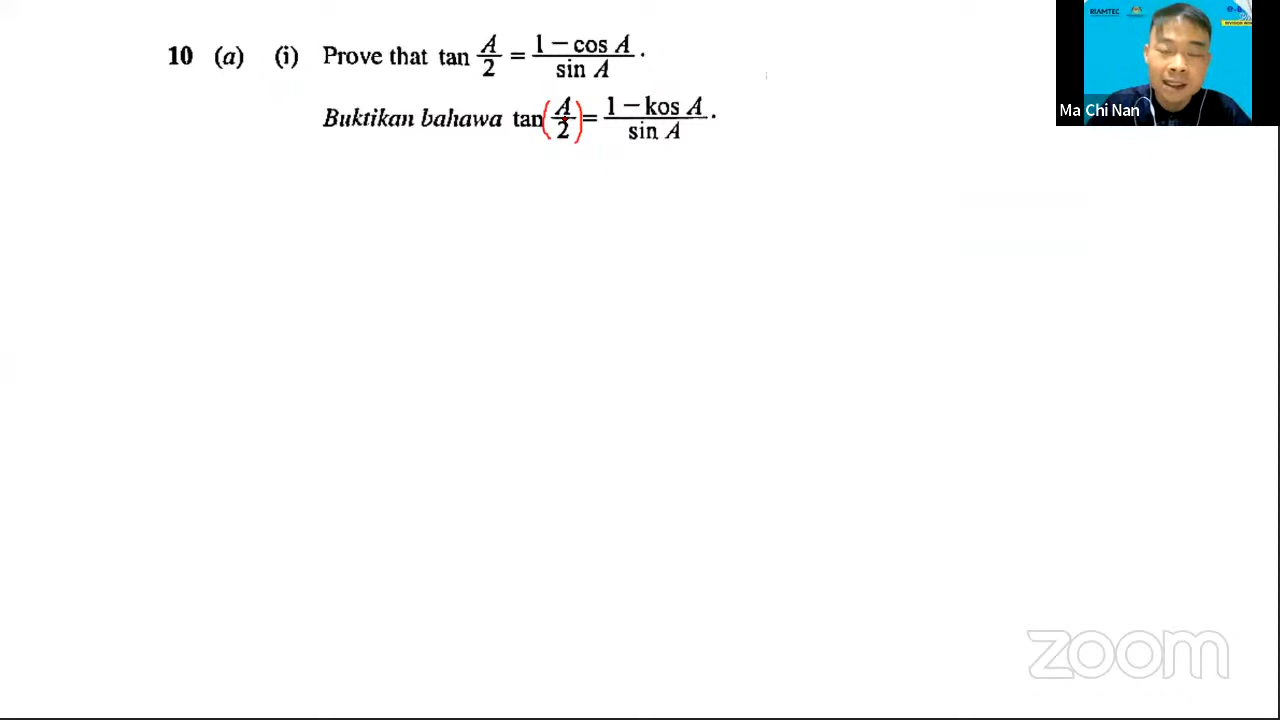 10 (a) (i) Prove that tan A/2 = (1 − cos A)/(sin A).
Buktikan bahawa tan(A/2) = (1 − kos A)/(sin A).
RIAMTEC
Ma Chi Nan
zoom